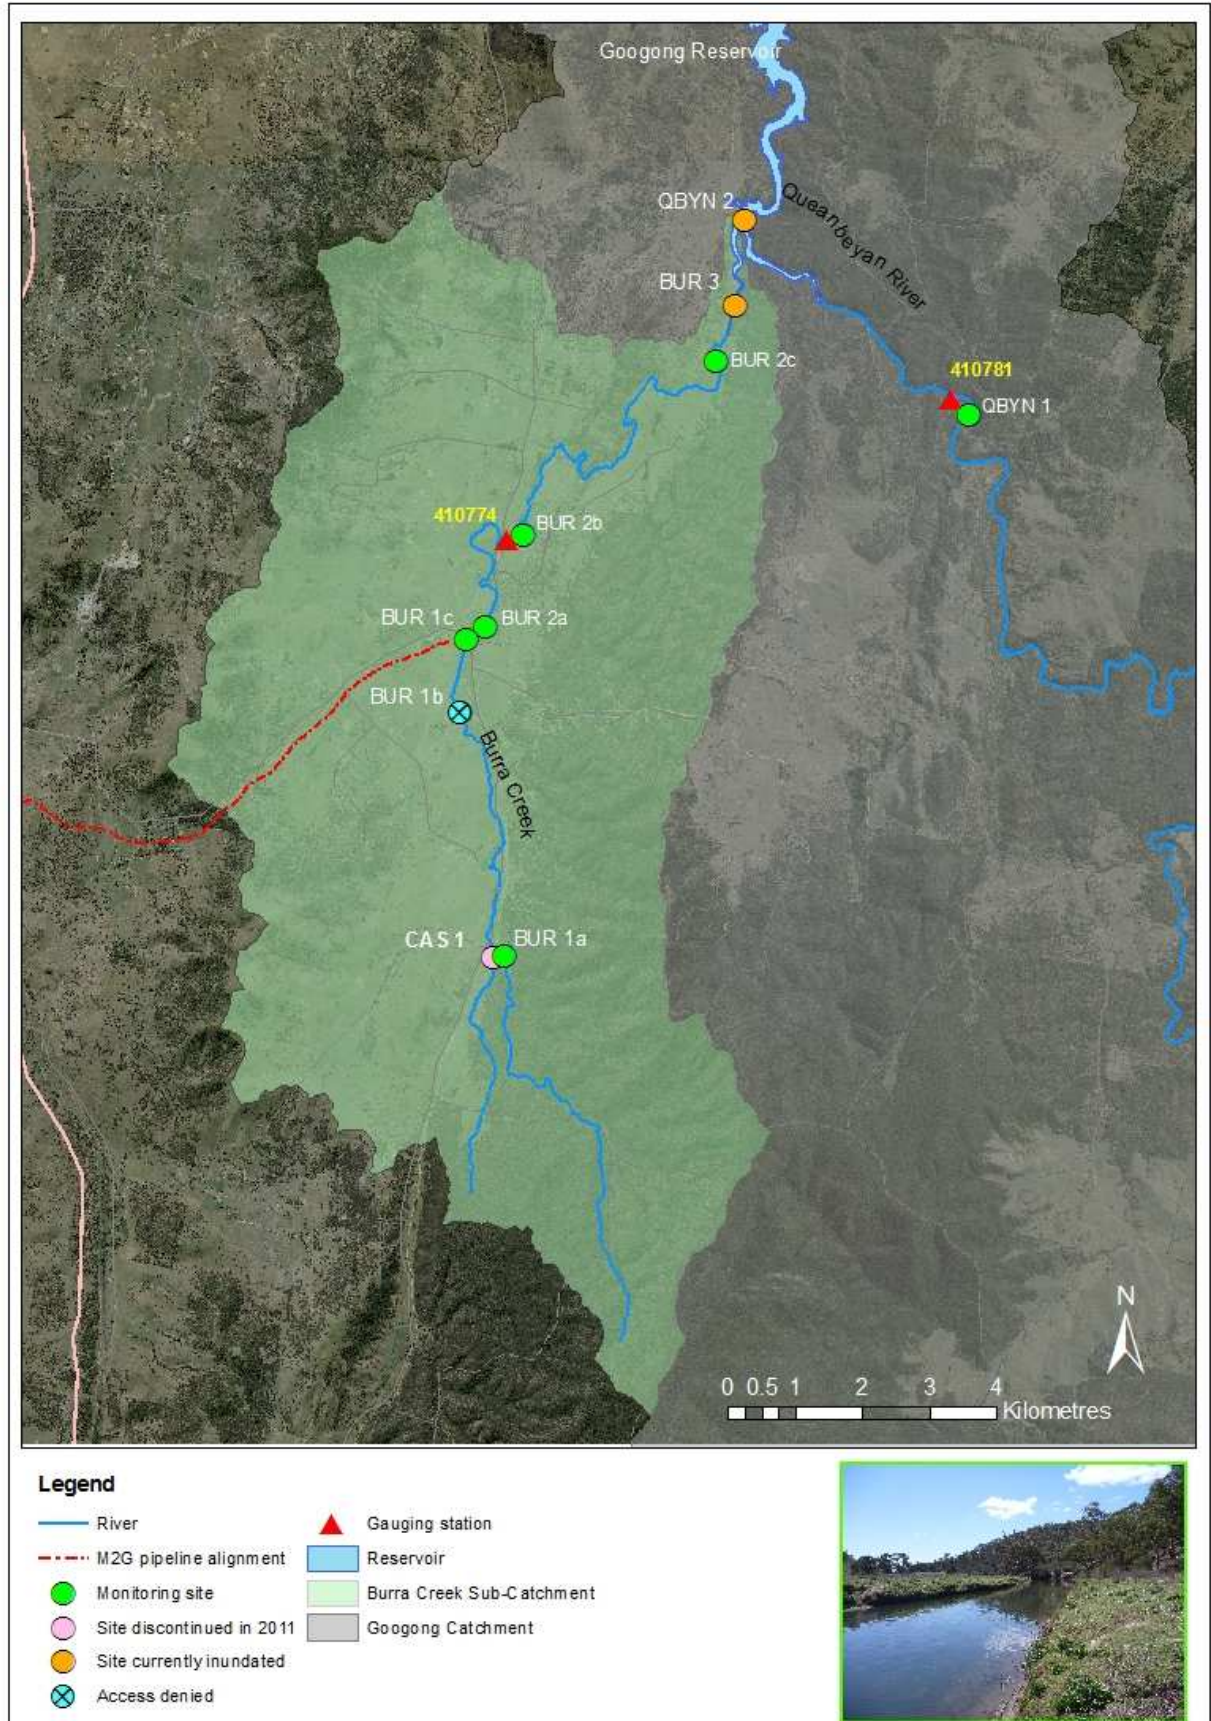 Googong Reservoir
QBYN 2
Queanbeyan River
BUR 3
BUR 2c
410781
QBYN 1
410774
BUR 2b
BUR 1c
BUR 2a
BUR 1b
Burra Creek
CAS 1
BUR 1a
N
0 0.5 1 2 3 4
Kilometres
Legend
River
M2G pipeline alignment
Monitoring site
Site discontinued in 2011
Site currently inundated
Access denied
Gauging station
Reservoir
Burra Creek Sub-Catchment
Googong Catchment